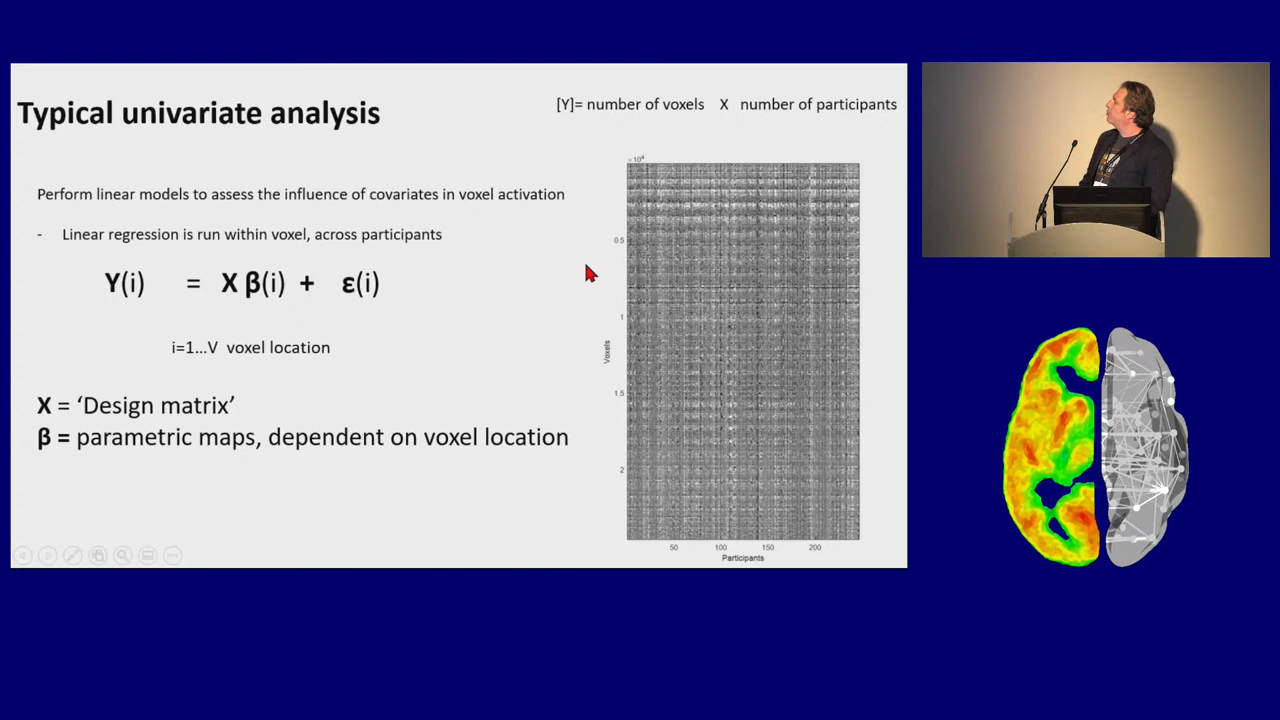 Typical univariate analysis
[Y]= number of voxels X number of participants
Perform linear models to assess the influence of covariates in voxel activation
- Linear regression is run within voxel, across participants
Y(i) = X β(i) + ε(i)
i=1...V voxel location
X = ‘Design matrix’
β = parametric maps, dependent on voxel location
×10⁴
0.5
1
1.5
2
Voxels
50 100 150 200
Participants